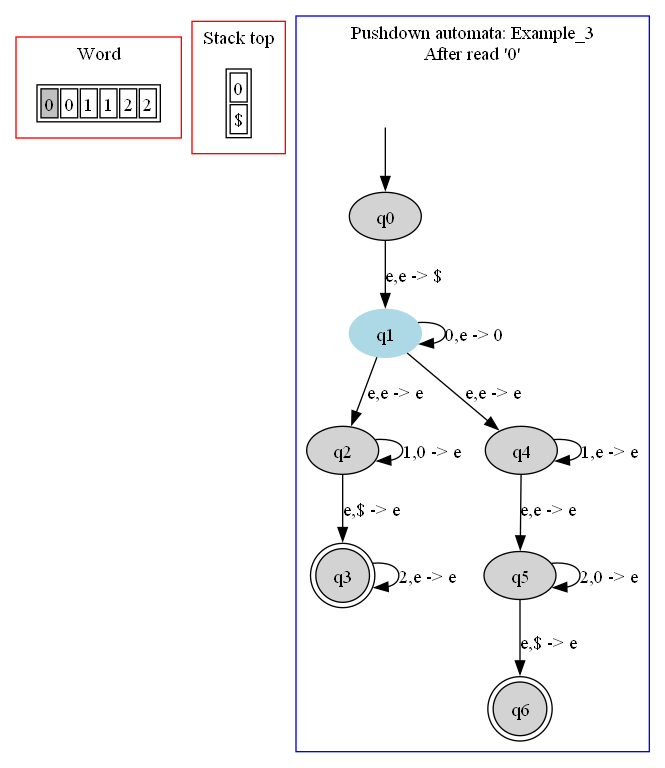 Word
0 0 1 1 2 2
Stack top
0
$
Pushdown automata: Example_3
After read '0'
q0
e,e -> $
q1
0,e -> 0
e,e -> e
e,e -> e
q2
1,0 -> e
q4
1,e -> e
e,$ -> e
e,e -> e
q3
2,e -> e
q5
2,0 -> e
e,$ -> e
q6